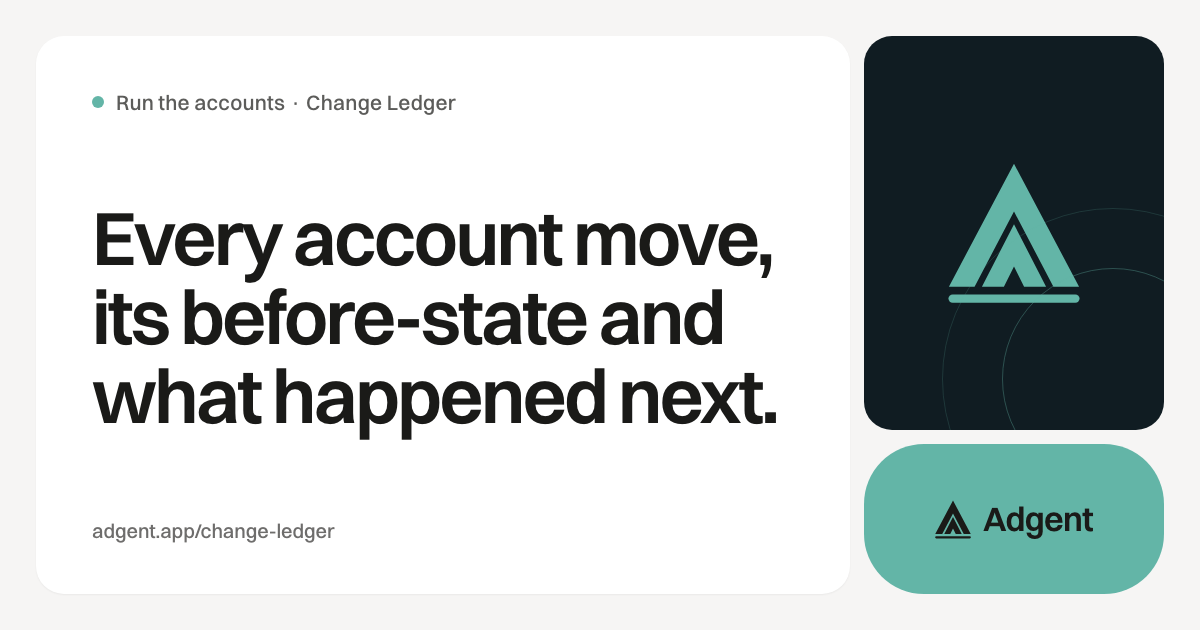 Run the accounts · Change Ledger
Every account move,
its before-state and
what happened next.
adgent.app/change-ledger
Adgent